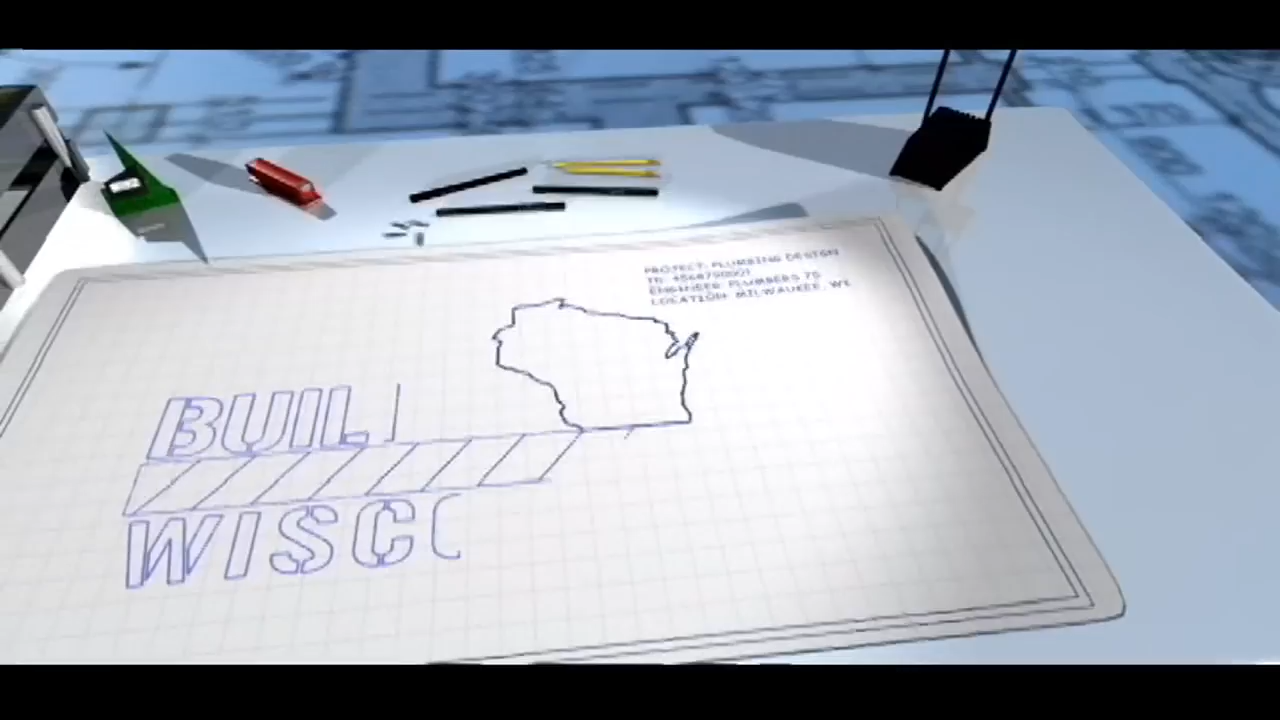 PROJECT: PLUMBING DESIGN
ENGINEER: PLUMBERS 75
LOCATION: MILWAUKEE, WI
BUIL
WISC